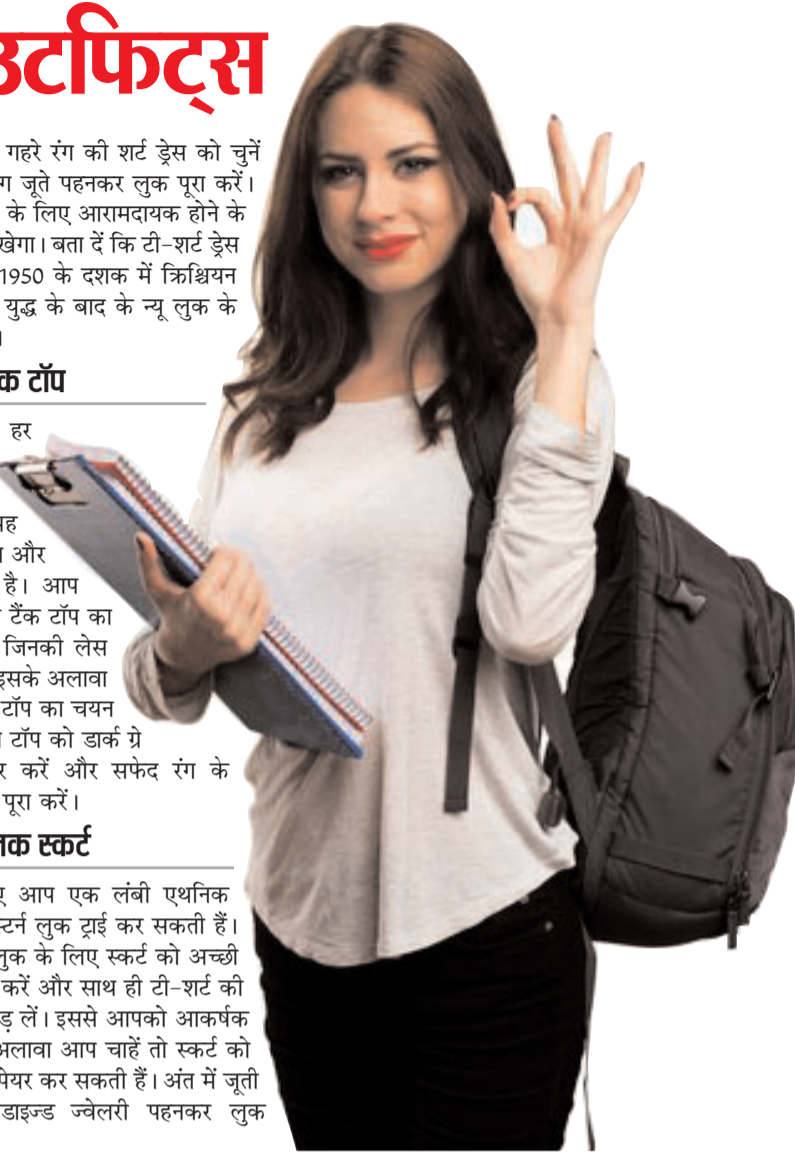 उटफिट्स
गहरे रंग की शर्ट ड्रेस को चुनें
जूते पहनकर लुक पूरा करें।
के लिए आरामदायक होने के
बता दें कि टी-शर्ट ड्रेस
1950 के दशक में क्रिश्चियन
युद्ध के बाद के न्यू लुक के
।
क टॉप
हर
और
है। आप
टैंक टॉप का
जिनकी लेस
इसके अलावा
टॉप का चयन
टॉप को डार्क ग्रे
करें और सफेद रंग के
पूरा करें।
नक स्कर्ट
आप एक लंबी एथनिक
स्टर्न लुक ट्राई कर सकती हैं।
लुक के लिए स्कर्ट को अच्छी
करें और साथ ही टी-शर्ट की
ड़ लें। इससे आपको आकर्षक
अलावा आप चाहें तो स्कर्ट को
पेयर कर सकती हैं। अंत में जूती
डाइज्ड ज्वेलरी पहनकर लुक